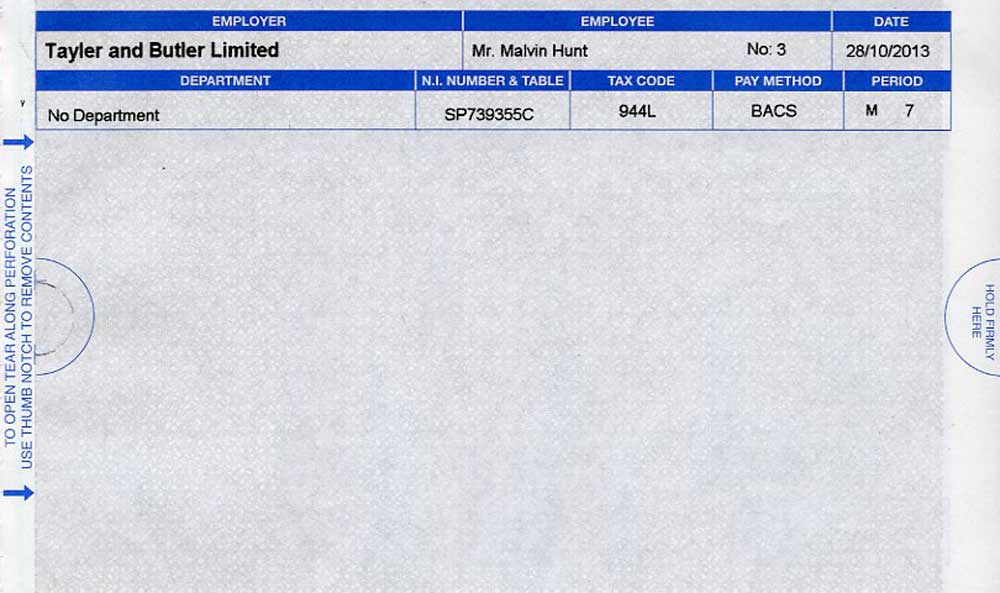 EMPLOYER EMPLOYEE DATE
Tayler and Butler Limited Mr. Malvin Hunt No: 3 28/10/2013
DEPARTMENT N.I. NUMBER & TABLE TAX CODE PAY METHOD PERIOD
No Department SP739355C 944L BACS M 7
TO OPEN TEAR ALONG PERFORATION
USE THUMB NOTCH TO REMOVE CONTENTS
HOLD FIRMLY
HERE